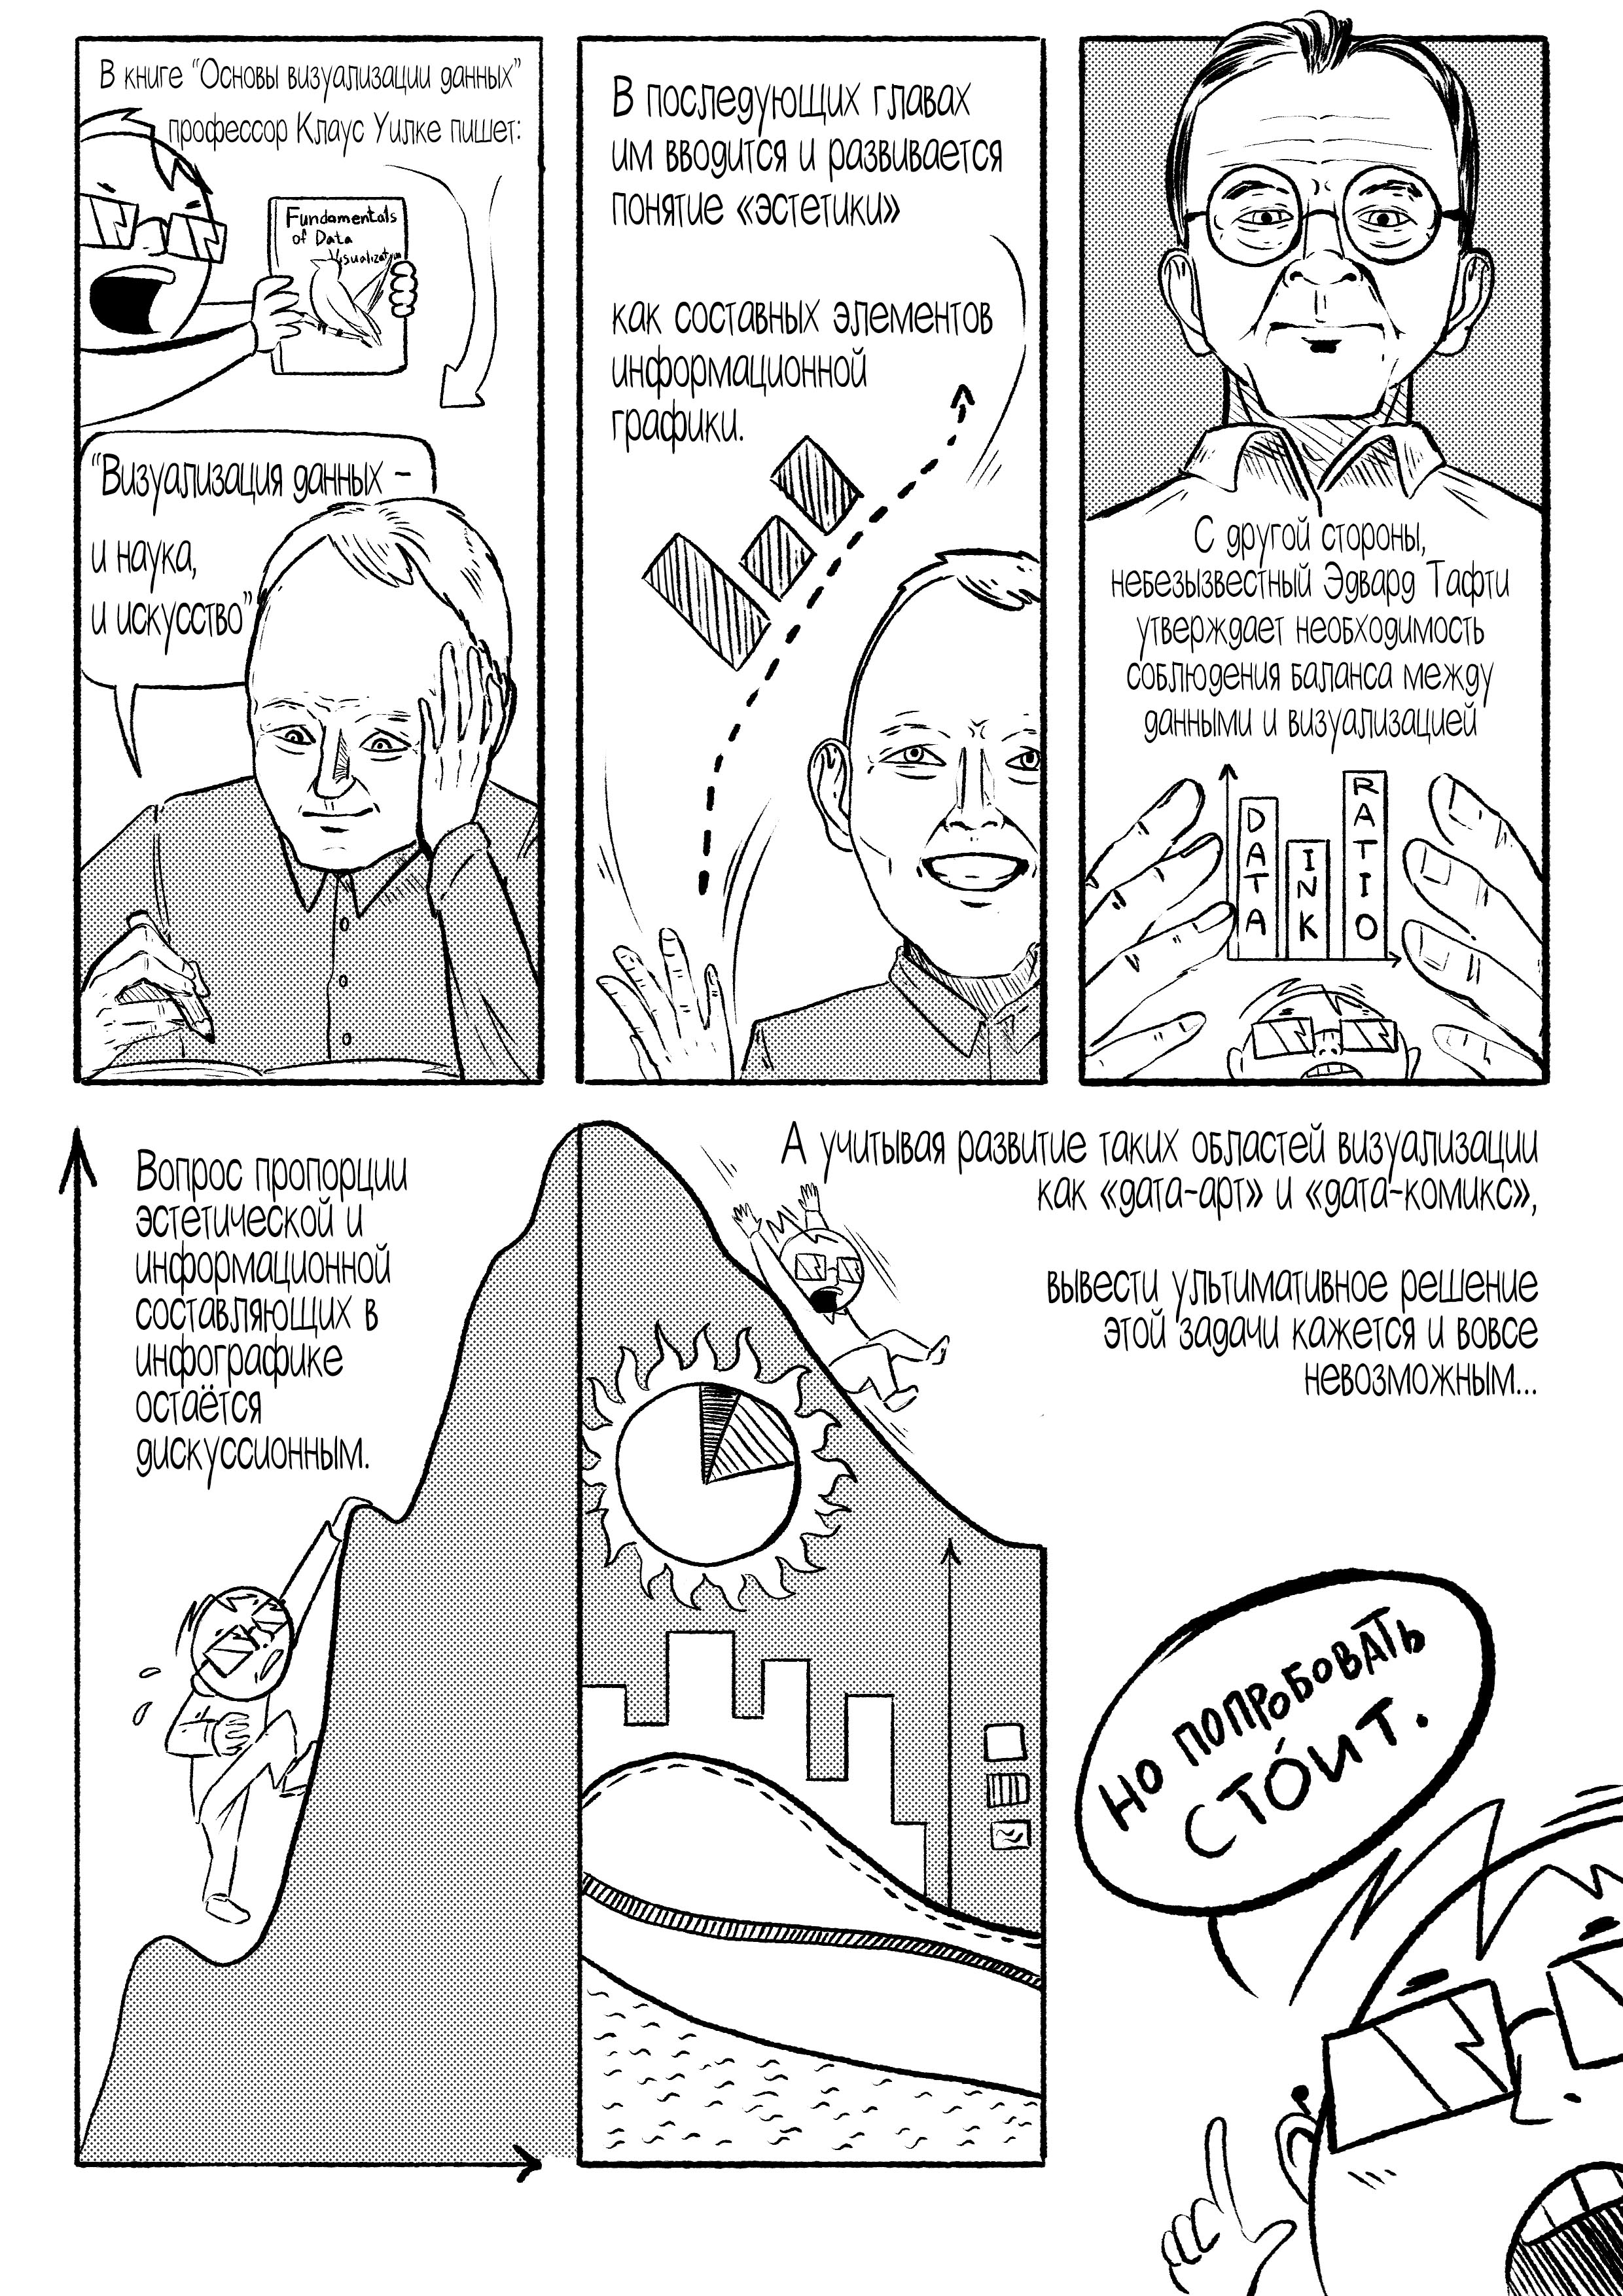 В книге “Основы визуализации данных”
профессор Клаус Уилке пишет:
Fundamentals
of Data
Visualization
“Визуализация данных –
и наука,
и искусство”
В последующих главах
им вводится и развивается
понятие «эстетики»
как составных элементов
информационной
графики.
С другой стороны,
небезызвестный Эдвард Тафти
утверждает необходимость
соблюдения баланса между
данными и визуализацией
DATA
INK
RATIO
Вопрос пропорции
эстетической и
информационной
составляющих в
инфографике
остаётся
дискуссионным.
А учитывая развитие таких областей визуализации
как «дата-арт» и «дата-комикс»,
вывести ультимативное решение
этой задачи кажется и вовсе
невозможным...
НО ПОПРОБОВАТЬ
СТО́ИТ.